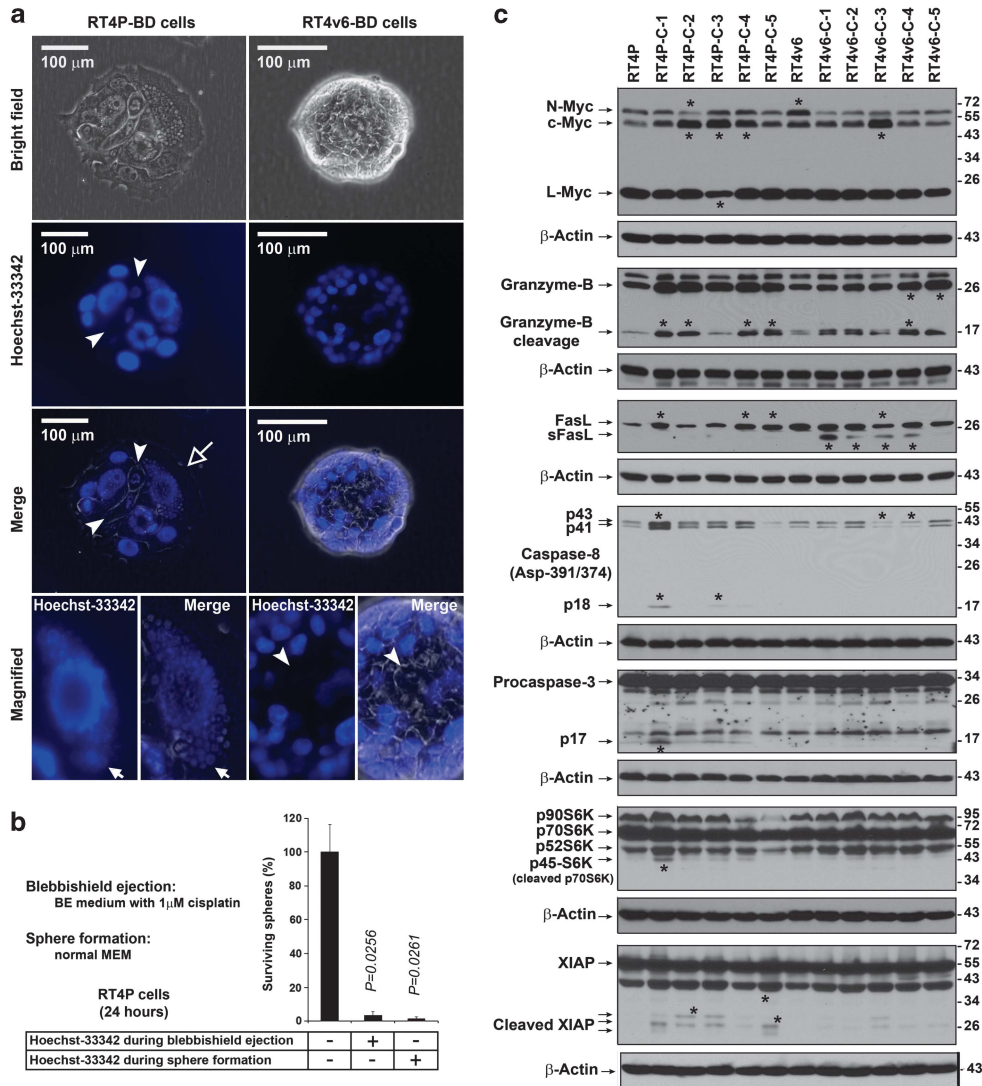 a
RT4P-BD cells
RT4v6-BD cells
Bright field
100 μm
100 μm
Hoechst-33342
100 μm
100 μm
Merge
100 μm
100 μm
Magnified
Hoechst-33342
Merge
Hoechst-33342
Merge
b
Blebbishield ejection:
BE medium with 1μM cisplatin
Sphere formation:
normal MEM
RT4P cells
(24 hours)
Surviving spheres (%)
120
100
80
60
40
20
0
P=0.0256
P=0.0261
Hoechst-33342 during blebbishield ejection - + -
Hoechst-33342 during sphere formation - - +
c
RT4P
RT4P-C-1
RT4P-C-2
RT4P-C-3
RT4P-C-4
RT4P-C-5
RT4v6
RT4v6-C-1
RT4v6-C-2
RT4v6-C-3
RT4v6-C-4
RT4v6-C-5
N-Myc
c-Myc
L-Myc
* *
* * * *
*
72
55
43
34
26
β-Actin
43
Granzyme-B
* *
26
Granzyme-B
cleavage
* * * * *
17
β-Actin
43
FasL
sFasL
* * * *
* * * *
26
β-Actin
43
p43
p41
* * *
Caspase-8
(Asp-391/374)
p18
* *
55
43
34
26
17
β-Actin
43
Procaspase-3
p17
*
34
26
17
β-Actin
43
p90S6K
p70S6K
p52S6K
p45-S6K
(cleaved p70S6K)
*
95
72
55
43
34
β-Actin
43
XIAP
Cleaved XIAP
* * *
72
55
43
34
26
β-Actin
43